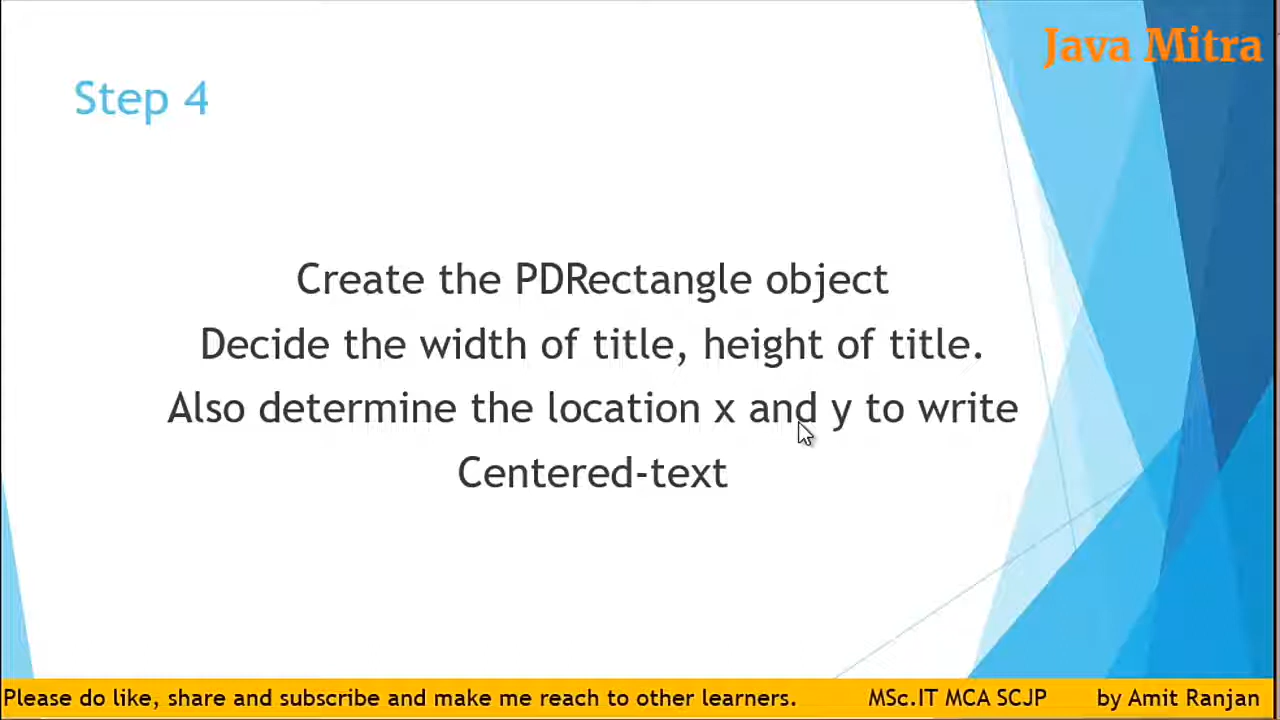 Java Mitra
Step 4
Create the PDRectangle object
Decide the width of title, height of title.
Also determine the location x and y to write
Centered-text
Please do like, share and subscribe and make me reach to other learners. MSc.IT MCA SCJP by Amit Ranjan